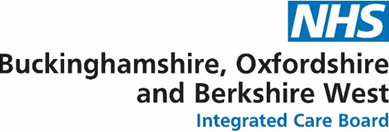 NHS
Buckinghamshire, Oxfordshire
and Berkshire West
Integrated Care Board